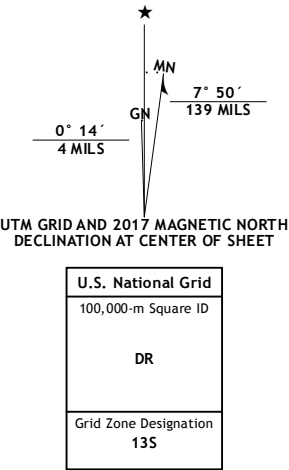 ★
MN
7° 50´
139 MILS
GN
0° 14´
4 MILS
UTM GRID AND 2017 MAGNETIC NORTH
DECLINATION AT CENTER OF SHEET
U.S. National Grid
100,000-m Square ID
DR
Grid Zone Designation
13S